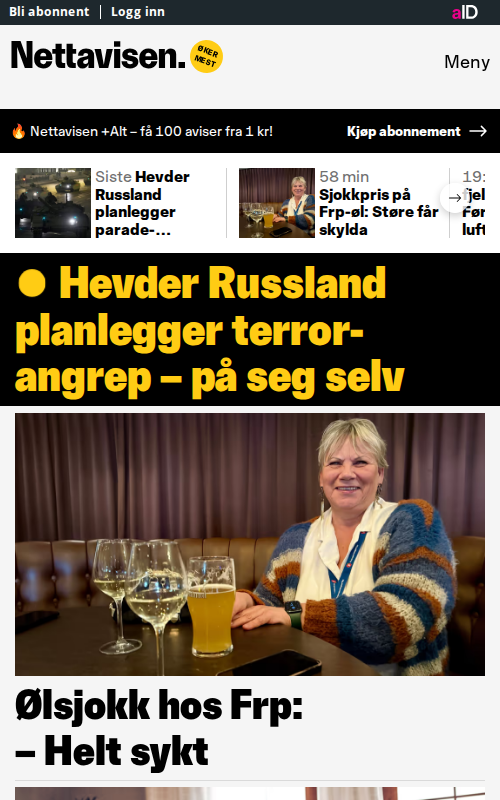 Bli abonnent Logg inn aID
Nettavisen.
ØKER
MEST
Meny
🔥 Nettavisen +Alt – få 100 aviser fra 1 kr! Kjøp abonnement →
Siste Hevder
Russland
planlegger
parade-...
58 min
Sjokkpris på
Frp-øl: Støre får
skylda
19:
Hevder Russland
planlegger terror-
angrep – på seg selv
Ølsjokk hos Frp:
– Helt sykt